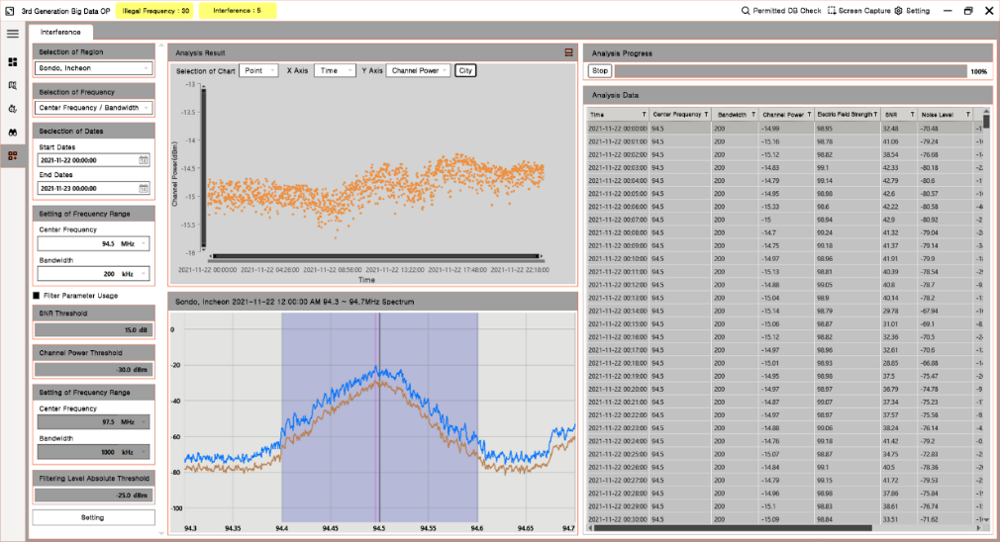 3rd Generation Big Data OP
Illegal Frequency : 30
Interference : 5
Permitted DB Check
Screen Capture
Setting
Interference
Selection of Region
Sondo, Incheon
Selection of Frequency
Center Frequency / Bandwidth
Seclection of Dates
Start Dates
2021-11-22 00:00:00
End Dates
2021-11-23 00:00:00
Setting of Frequency Range
Center Frequency
94.5 MHz
Bandwidth
200 kHz
Filter Parameter Usage
SNR Threshold
15.0 dB
Channel Power Threshold
-30.0 dBm
Setting of Frequency Range
Center Frequency
97.5 MHz
Bandwidth
1000 kHz
Filtering Level Absolute Threshold
-25.0 dBm
Setting
Analysis Result
Selection of Chart Point X Axis Time Y Axis Channel Power City
Channel Power(dBm)
-13
-13.5
-14
-14.5
-15
-15.5
-16
2021-11-22 00:00:00 2021-11-22 04:26:00 2021-11-22 08:56:00 2021-11-22 13:22:00 2021-11-22 17:48:00 2021-11-22 22:18:00
Time
Sondo, Incheon 2021-11-22 12:00:00 AM 94.3 ~ 94.7MHz Spectrum
0
-20
-40
-60
-80
-100
94.3 94.35 94.4 94.45 94.5 94.55 94.6 94.65 94.7
Analysis Progress
Stop 100%
Analysis Data
Time Center Frequency Bandwidth Channel Power Electric Field Strength SNR Noise Level
2021-11-22 00:00:00 94.5 200 -14.99 98.95 32.48 -70.48
2021-11-22 00:01:00 94.5 200 -15.16 98.78 41.06 -79.24
2021-11-22 00:02:00 94.5 200 -15.12 98.82 38.54 -76.68
2021-11-22 00:03:00 94.5 200 -14.83 99.1 42.33 -80.18
2021-11-22 00:04:00 94.5 200 -14.79 99.14 42.79 -80.6
2021-11-22 00:05:00 94.5 200 -14.95 98.98 42.6 -80.57
2021-11-22 00:06:00 94.5 200 -15.33 98.6 42.22 -80.58
2021-11-22 00:07:00 94.5 200 -15 98.94 42.9 -80.92
2021-11-22 00:08:00 94.5 200 -14.7 99.24 41.32 -79.04
2021-11-22 00:09:00 94.5 200 -14.75 99.18 41.37 -79.14
2021-11-22 00:10:00 94.5 200 -14.97 98.96 41.91 -79.9
2021-11-22 00:11:00 94.5 200 -15.13 98.81 40.39 -78.54
2021-11-22 00:12:00 94.5 200 -14.88 99.05 40.8 -78.7
2021-11-22 00:13:00 94.5 200 -15.04 98.9 40.14 -78.2
2021-11-22 00:14:00 94.5 200 -15.14 98.79 29.78 -67.94
2021-11-22 00:15:00 94.5 200 -15.06 98.87 31.01 -69.1
2021-11-22 00:16:00 94.5 200 -15.12 98.82 32.36 -70.5
2021-11-22 00:17:00 94.5 200 -14.97 98.96 32.61 -70.6
2021-11-22 00:18:00 94.5 200 -15.01 98.93 28.85 -66.88
2021-11-22 00:19:00 94.5 200 -14.95 98.98 37.5 -75.47
2021-11-22 00:20:00 94.5 200 -14.97 98.97 36.79 -74.78
2021-11-22 00:21:00 94.5 200 -14.87 99.07 37.34 -75.23
2021-11-22 00:22:00 94.5 200 -14.97 98.97 37.57 -75.56
2021-11-22 00:23:00 94.5 200 -14.88 99.06 38.24 -76.14
2021-11-22 00:24:00 94.5 200 -14.76 99.18 41.42 -79.2
2021-11-22 00:25:00 94.5 200 -15.07 98.87 34.75 -72.83
2021-11-22 00:26:00 94.5 200 -14.84 99.1 40.5 -78.36
2021-11-22 00:27:00 94.5 200 -14.79 99.15 41.72 -79.53
2021-11-22 00:28:00 94.5 200 -14.96 98.98 37.86 -75.84
2021-11-22 00:29:00 94.5 200 -15.1 98.83 38.61 -76.74
2021-11-22 00:30:00 94.5 200 -15.09 98.84 33.51 -71.62